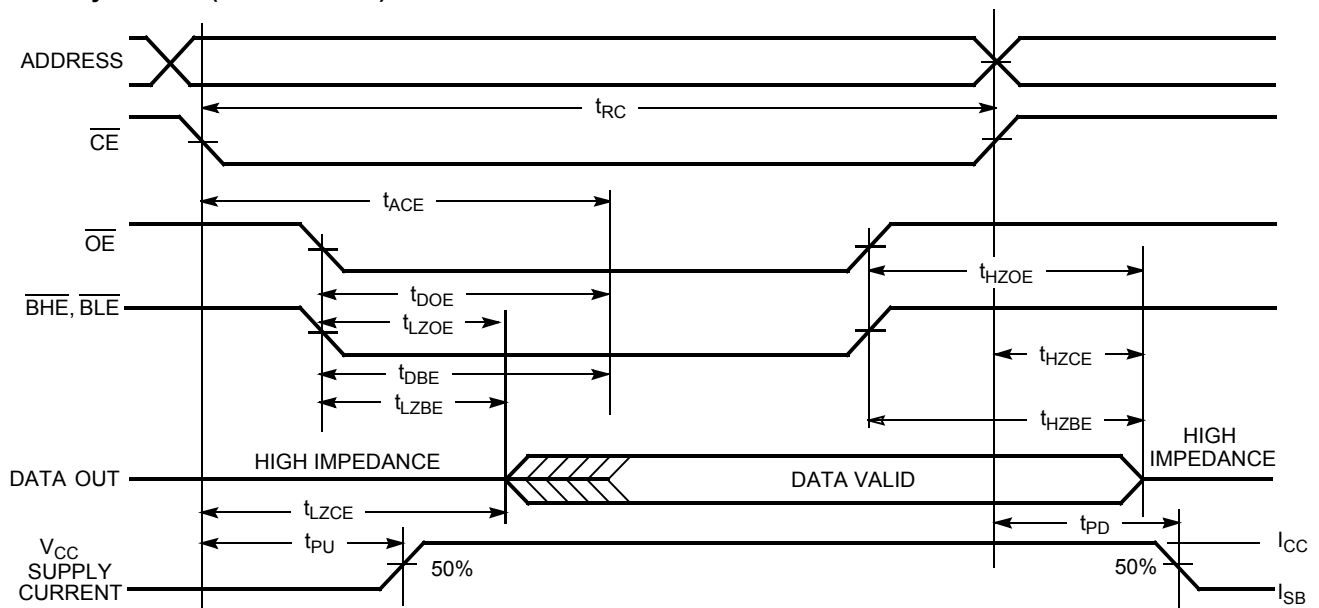 ADDRESS
tRC
CE
tACE
OE
tHZOE
tDOE
BHE, BLE
tLZOE
tHZCE
tDBE
tLZBE
tHZBE
HIGH IMPEDANCE
HIGH
IMPEDANCE
DATA OUT
DATA VALID
tLZCE
tPD
tPU
VCC
SUPPLY
CURRENT
50%
50%
ICC
ISB